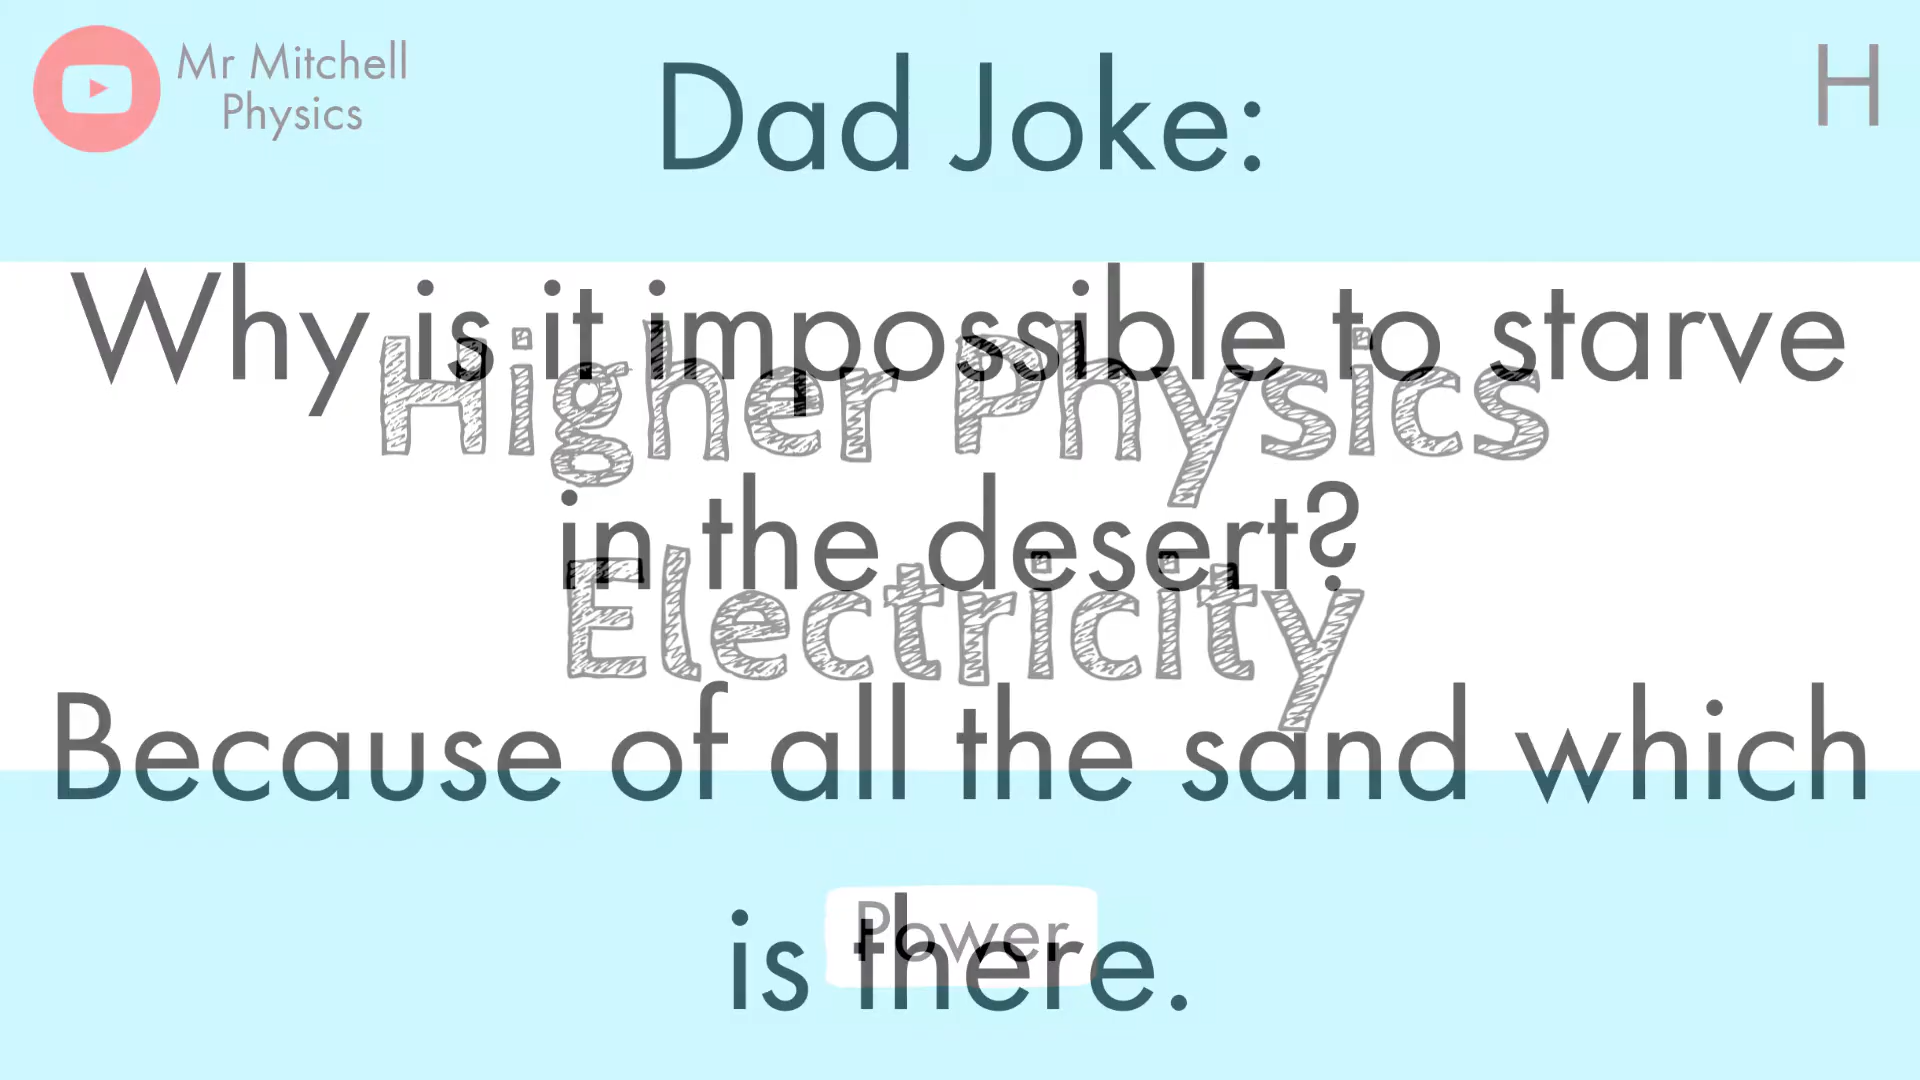 Mr Mitchell
Physics
H
Dad Joke:
Why is it impossible to starve
in the desert?
Because of all the sand which
is there.
Higher Physics
Electricity
Power